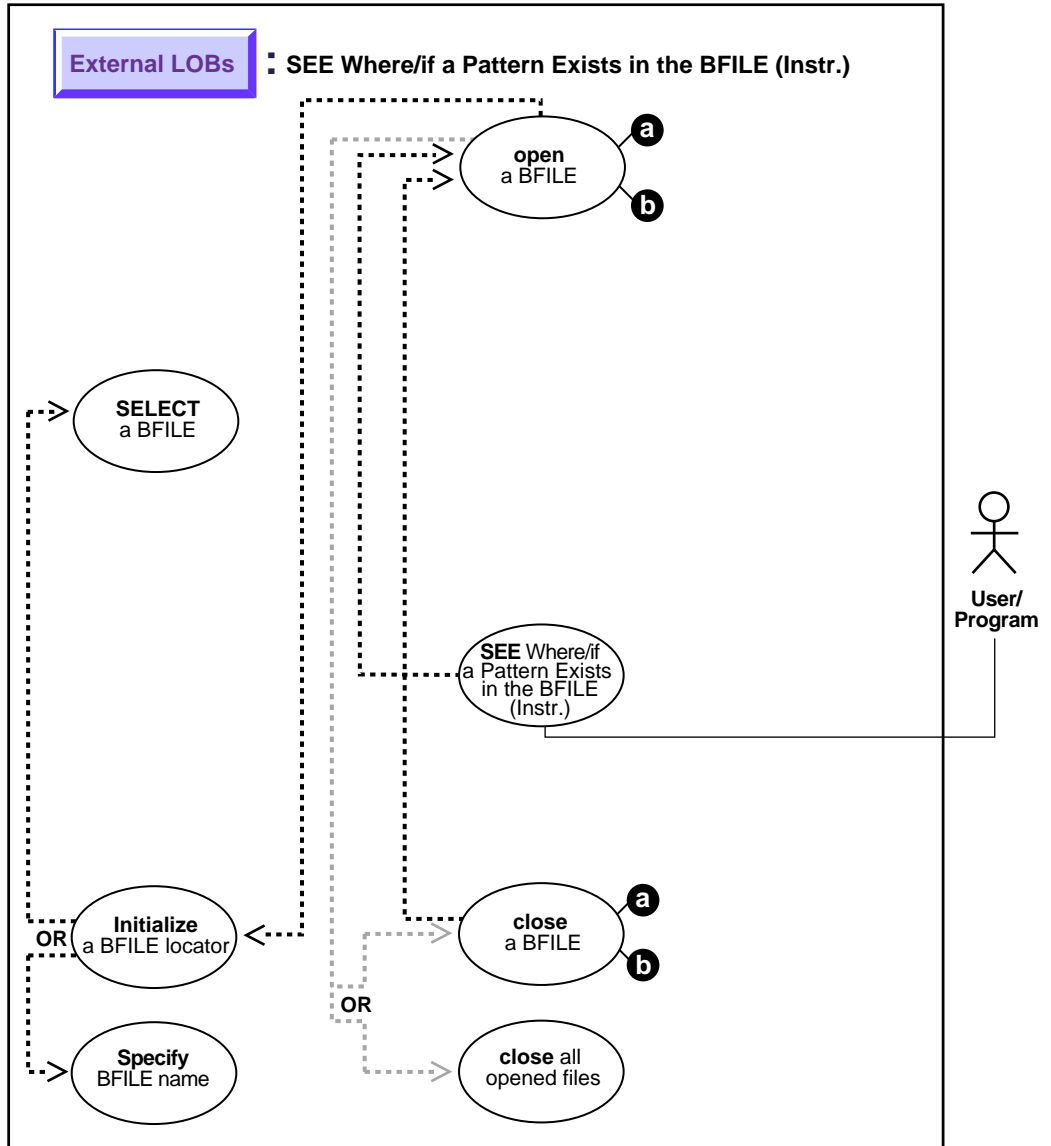 External LOBs : SEE Where/if a Pattern Exists in the BFILE (Instr.)
open
a BFILE
a
b
SELECT
a BFILE
User/
Program
SEE Where/if
a Pattern Exists
in the BFILE
(Instr.)
Initialize
a BFILE locator
OR
close
a BFILE
a
b
OR
Specify
BFILE name
close all
opened files